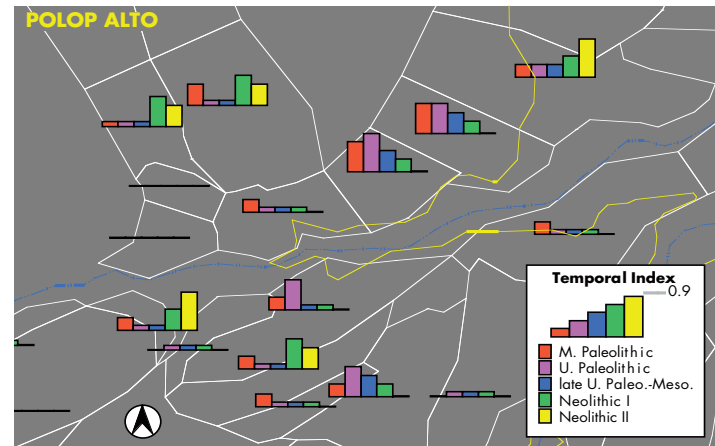 POLOP ALTO
Temporal Index
0.9
M. Paleolithic
U. Paleolithic
late U. Paleo.-Meso.
Neolithic I
Neolithic II